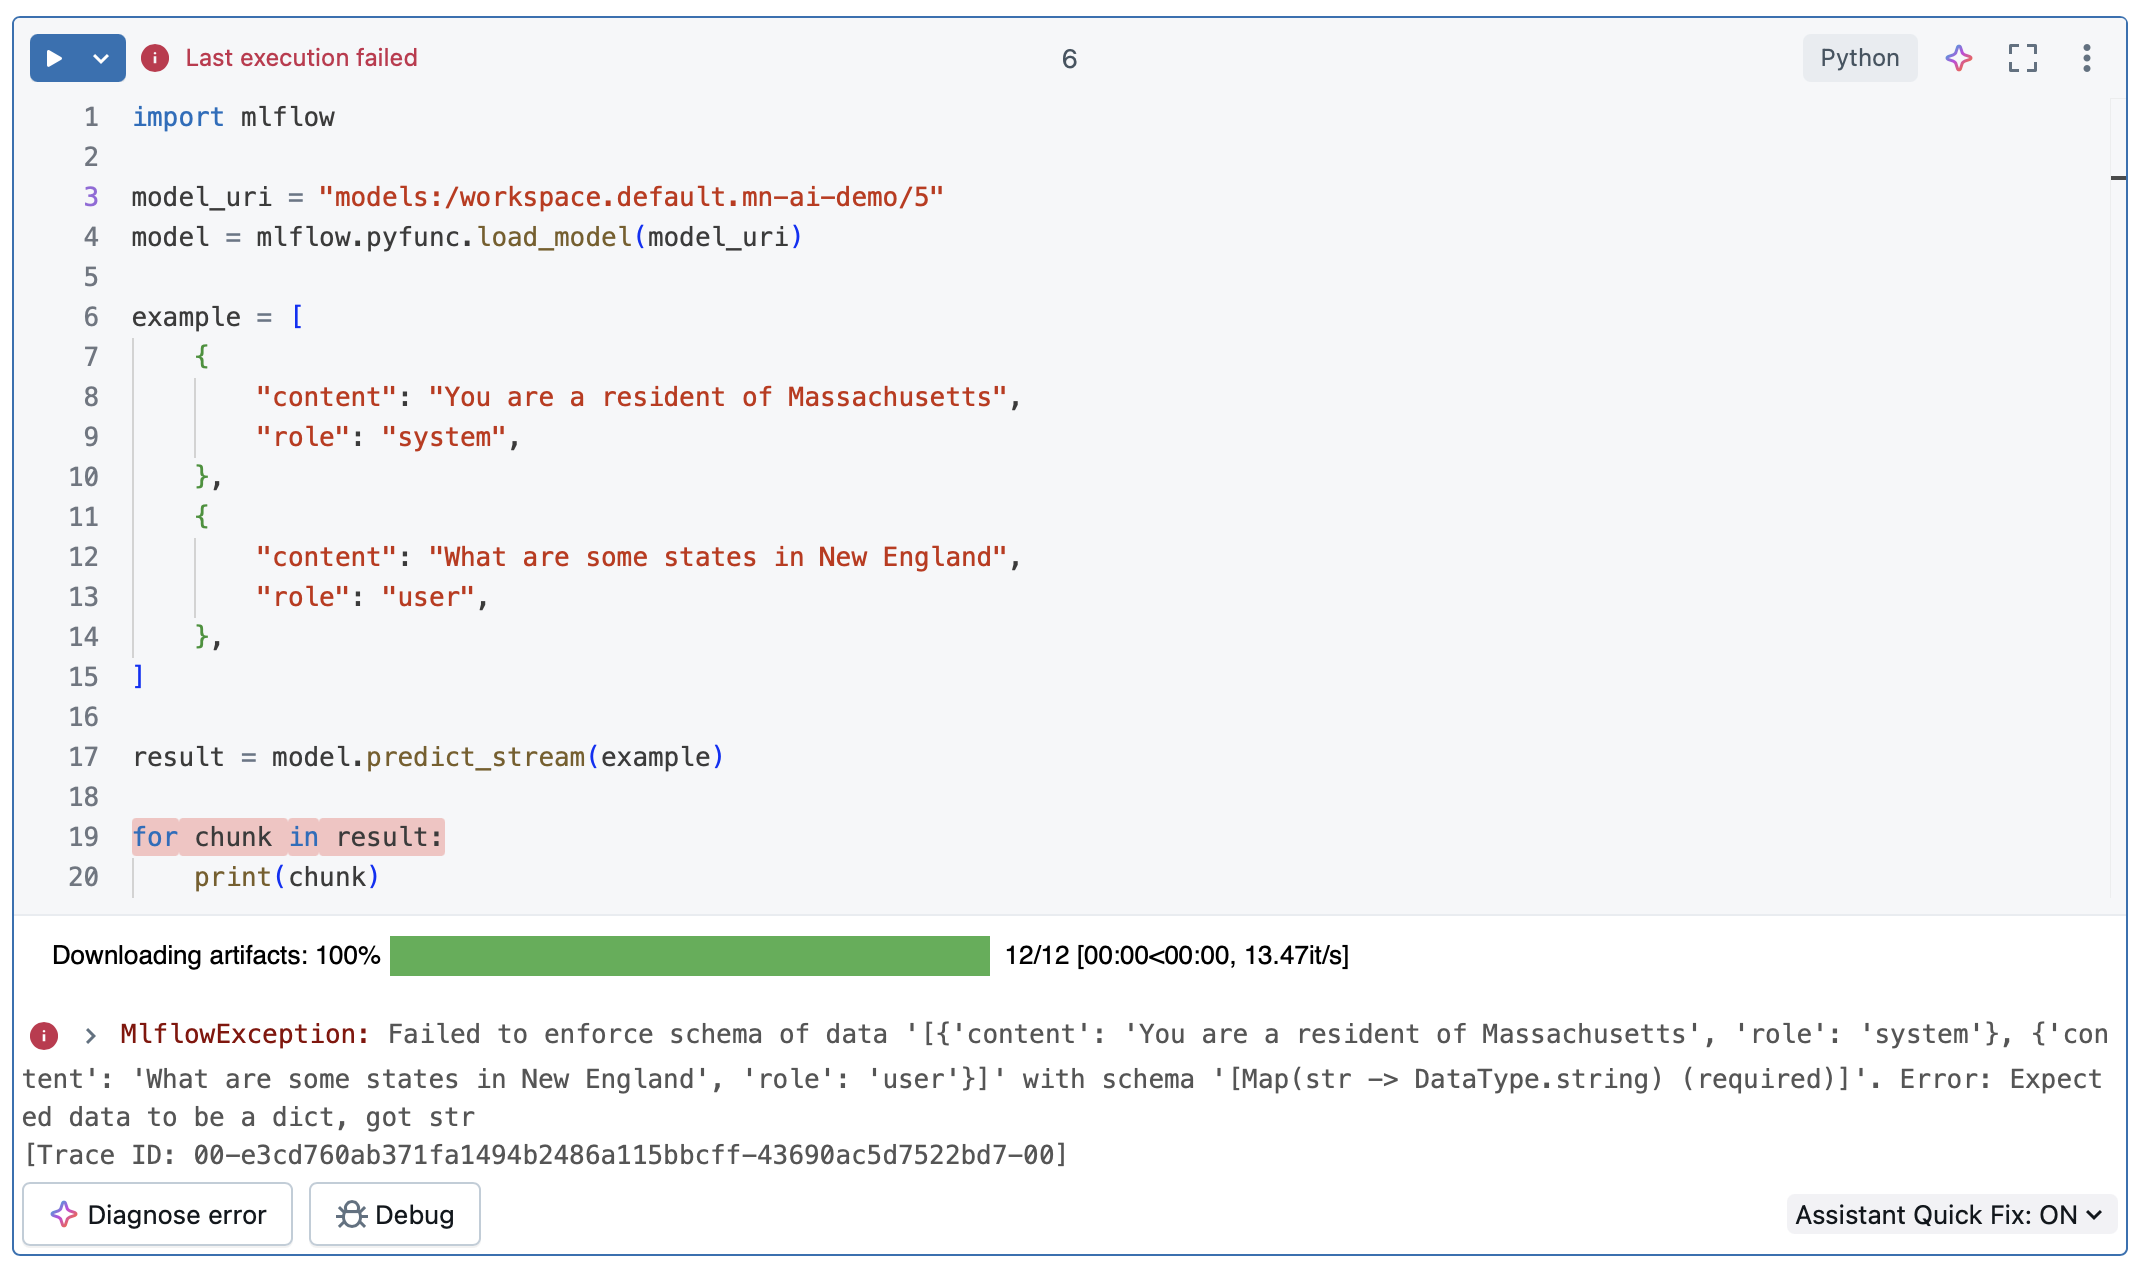 Last execution failed
6
Python
1 import mlflow
2
3 model_uri = "models:/workspace.default.mn-ai-demo/5"
4 model = mlflow.pyfunc.load_model(model_uri)
5
6 example = [
7     {
8         "content": "You are a resident of Massachusetts",
9         "role": "system",
10     },
11     {
12         "content": "What are some states in New England",
13         "role": "user",
14     },
15 ]
16
17 result = model.predict_stream(example)
18
19 for chunk in result:
20     print(chunk)
Downloading artifacts: 100% 12/12 [00:00<00:00, 13.47it/s]
MlflowException: Failed to enforce schema of data '[{'content': 'You are a resident of Massachusetts', 'role': 'system'}, {'con
tent': 'What are some states in New England', 'role': 'user'}]' with schema '[Map(str -> DataType.string) (required)]'. Error: Expect
ed data to be a dict, got str
[Trace ID: 00-e3cd760ab371fa1494b2486a115bbcff-43690ac5d7522bd7-00]
Diagnose error
Debug
Assistant Quick Fix: ON